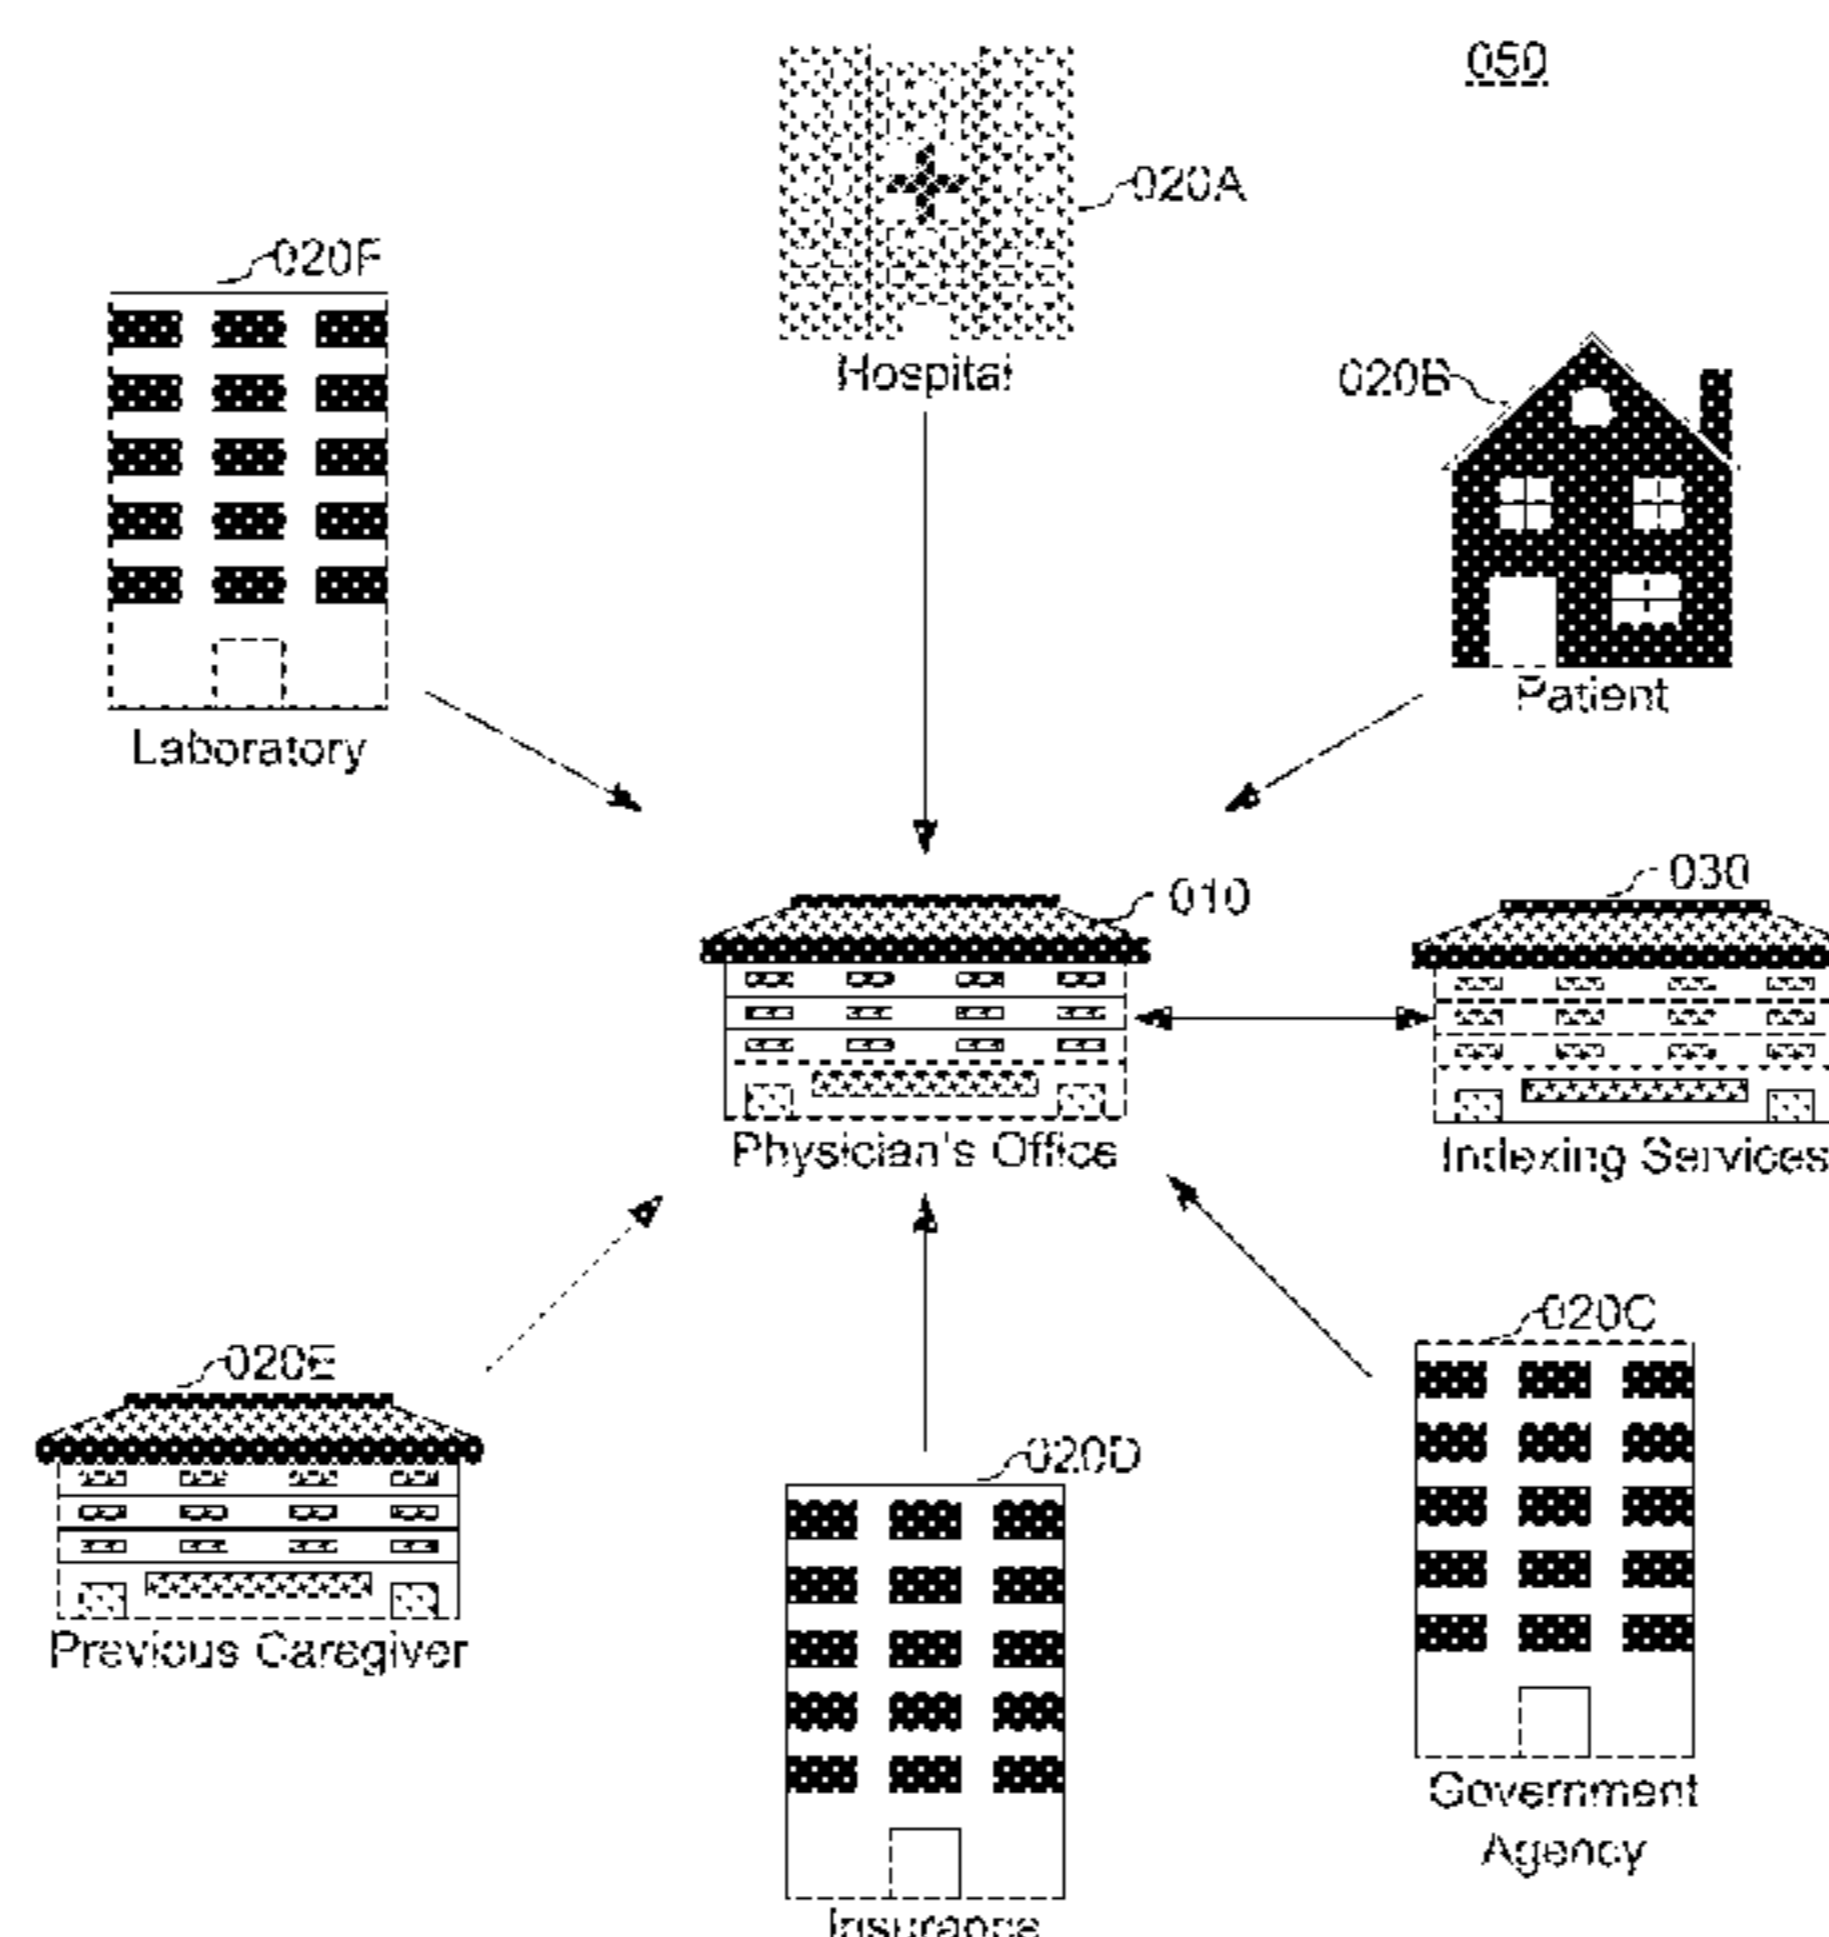 050
020A
Hospital
020F
Laboratory
020B
Patient
010
Physician's Office
030
Indexing Services
020E
Previous Caregiver
020D
Insurance
020C
Government
Agency